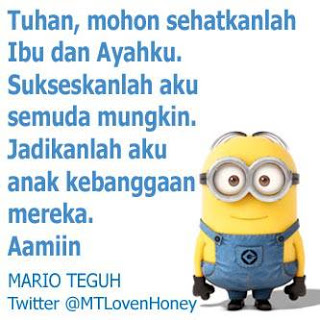 Tuhan, mohon sehatkanlah
Ibu dan Ayahku.
Sukseskanlah aku
semuda mungkin.
Jadikanlah aku
anak kebanggaan
mereka.
Aamiin
MARIO TEGUH
Twitter @MTLovenHoney